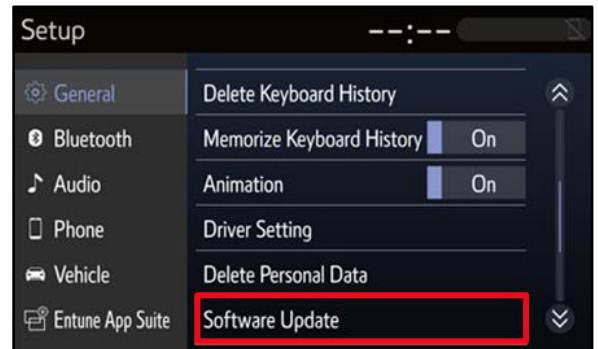 Setup
--:--
General
Bluetooth
Audio
Phone
Vehicle
Entune App Suite
Delete Keyboard History
Memorize Keyboard History On
Animation On
Driver Setting
Delete Personal Data
Software Update